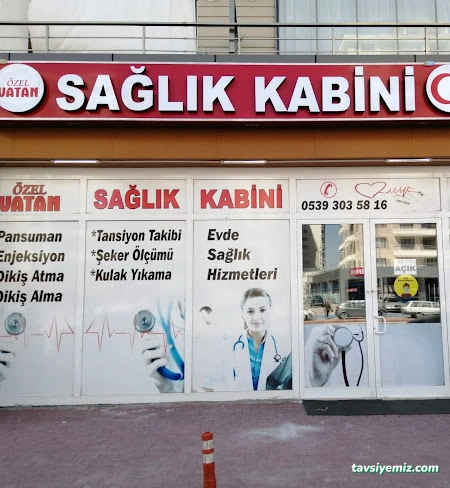 ÖZEL
VATAN
SAĞLIK KABİNİ
ÖZEL
VATAN
SAĞLIK
KABİNİ
0539 303 58 16
Pansuman
Enjeksiyon
Dikiş Atma
Dikiş Alma
*Tansiyon Takibi
*Şeker Ölçümü
*Kulak Yıkama
Evde
Sağlık
Hizmetleri
AÇIK
tavsiyemiz.com